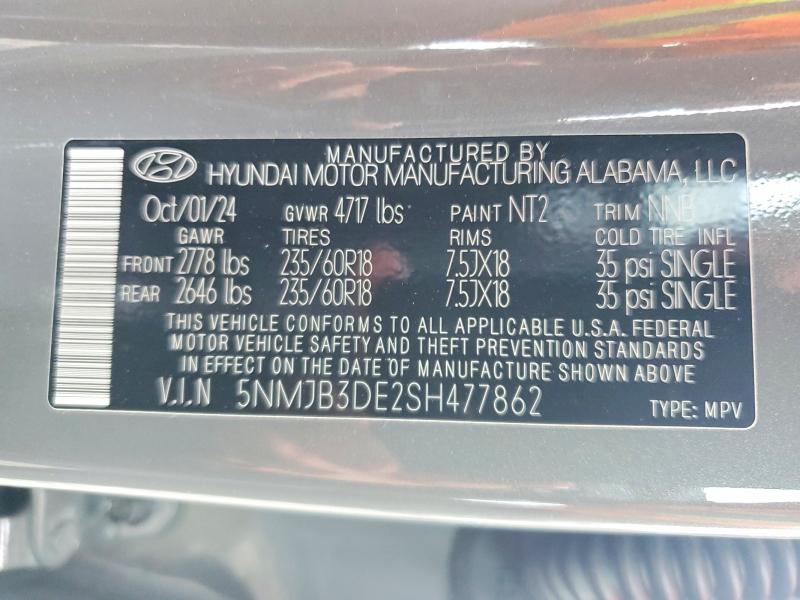 MANUFACTURED BY
HYUNDAI MOTOR MANUFACTURING ALABAMA, LLC
Oct/01/24 GVWR 4717 lbs PAINT NT2 TRIM NNB
GAWR TIRES RIMS COLD TIRE INFL
FRONT 2778 lbs 235/60R18 7.5JX18 35 psi SINGLE
REAR 2646 lbs 235/60R18 7.5JX18 35 psi SINGLE
THIS VEHICLE CONFORMS TO ALL APPLICABLE U.S.A. FEDERAL
MOTOR VEHICLE SAFETY AND THEFT PREVENTION STANDARDS
IN EFFECT ON THE DATE OF MANUFACTURE SHOWN ABOVE
V.I.N 5NMJB3DE2SH477862
TYPE: MPV